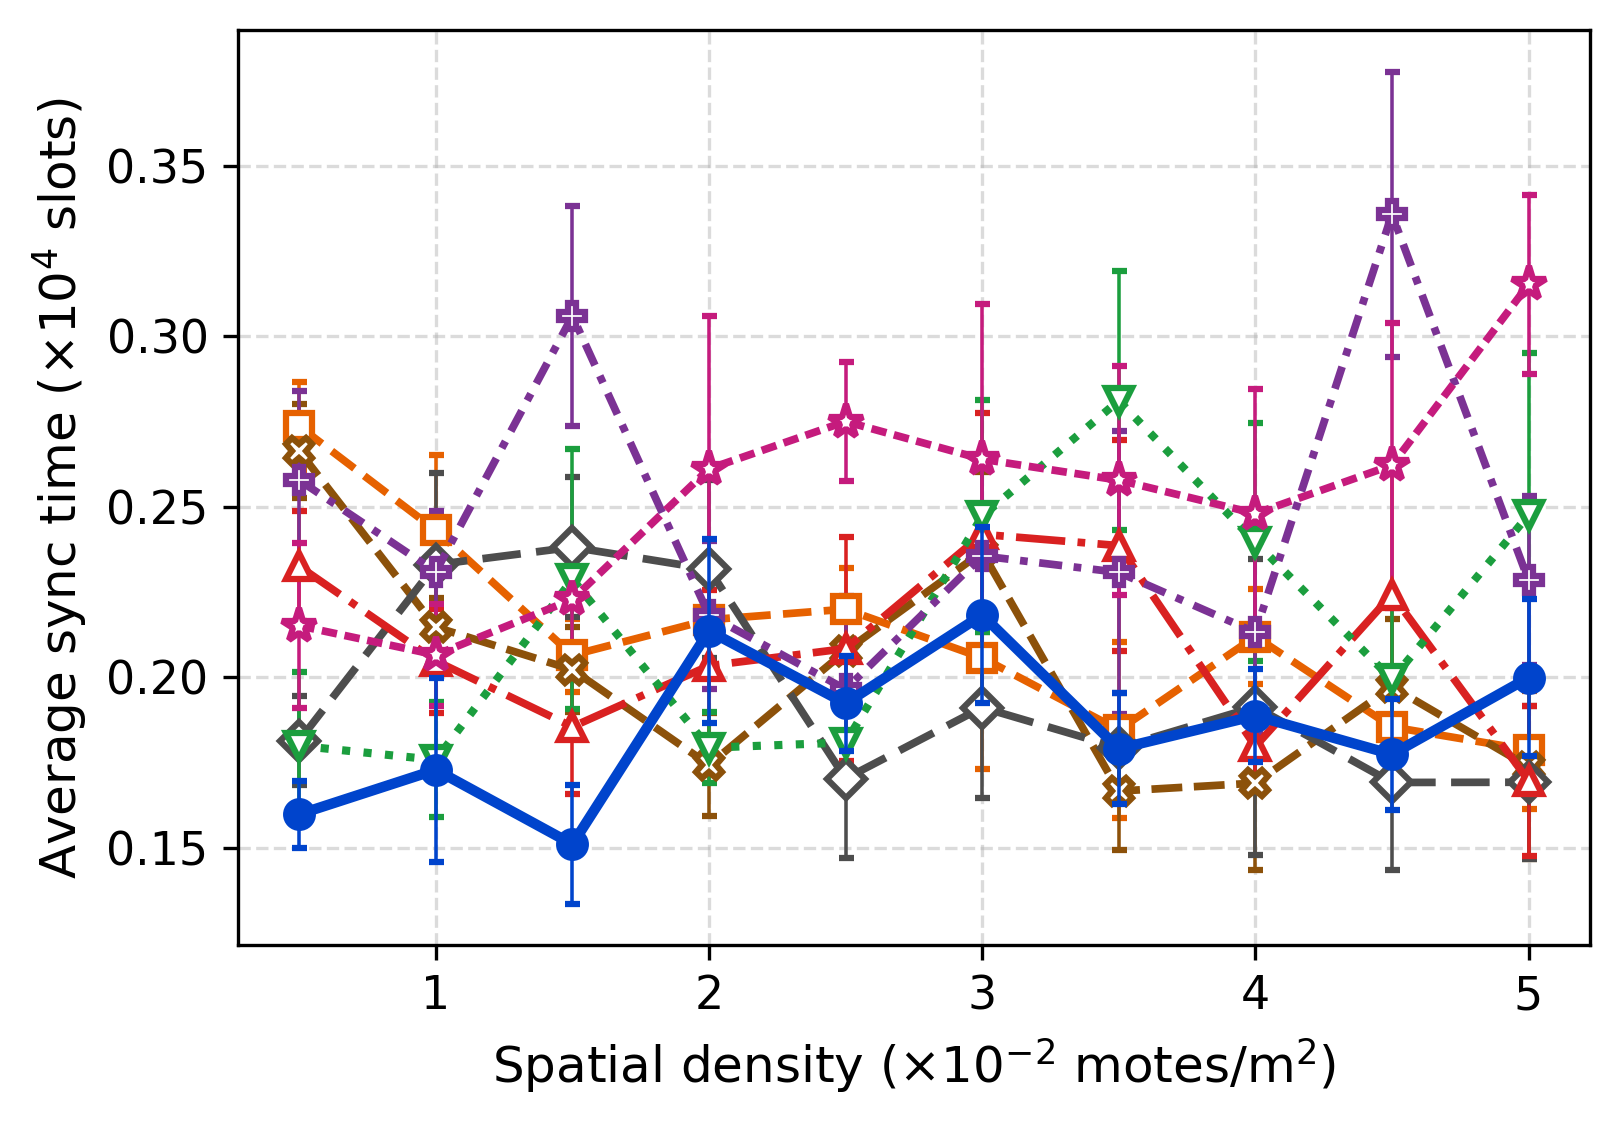 Average sync time (×10⁴ slots)
0.35
0.30
0.25
0.20
0.15
1 2 3 4 5
Spatial density (×10⁻² motes/m²)